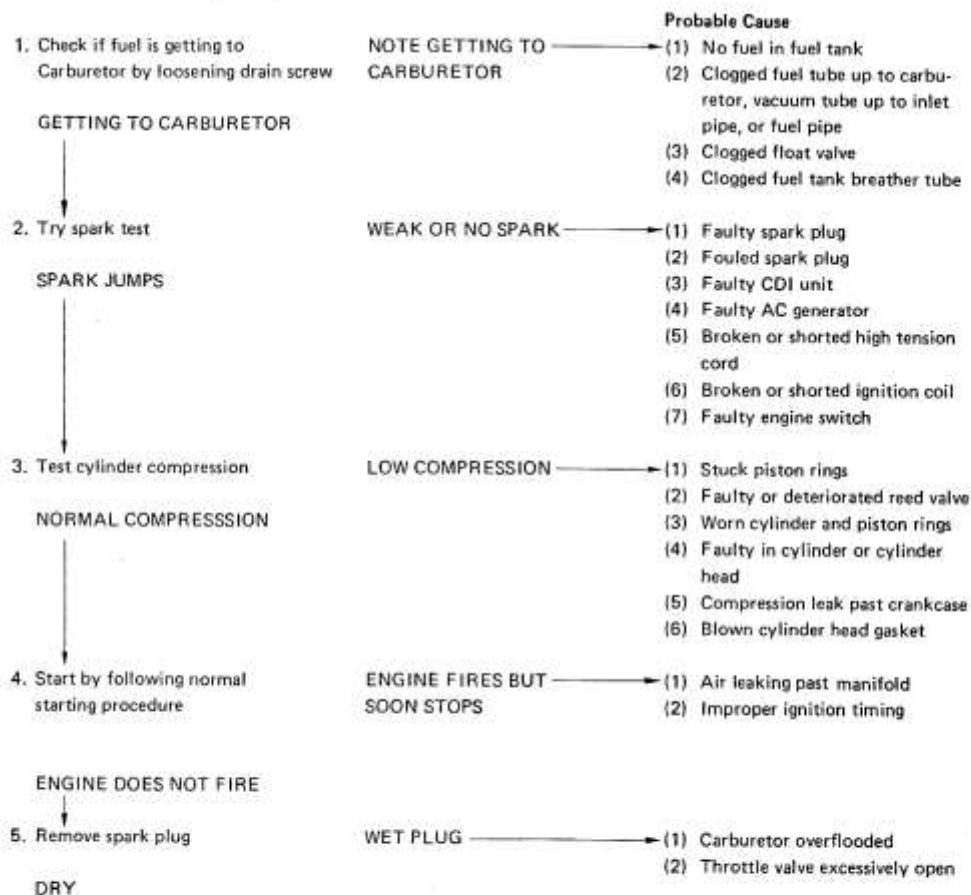 Probable Cause
1. Check if fuel is getting to
Carburetor by loosening drain screw
NOTE GETTING TO
CARBURETOR
(1) No fuel in fuel tank
(2) Clogged fuel tube up to carbu-
retor, vacuum tube up to inlet
pipe, or fuel pipe
(3) Clogged float valve
(4) Clogged fuel tank breather tube
GETTING TO CARBURETOR
2. Try spark test
WEAK OR NO SPARK
(1) Faulty spark plug
(2) Fouled spark plug
(3) Faulty CDI unit
(4) Faulty AC generator
(5) Broken or shorted high tension
cord
(6) Broken or shorted ignition coil
(7) Faulty engine switch
SPARK JUMPS
3. Test cylinder compression
LOW COMPRESSION
(1) Stuck piston rings
(2) Faulty or deteriorated reed valve
(3) Worn cylinder and piston rings
(4) Faulty in cylinder or cylinder
head
(5) Compression leak past crankcase
(6) Blown cylinder head gasket
NORMAL COMPRESSSION
4. Start by following normal
starting procedure
ENGINE FIRES BUT
SOON STOPS
(1) Air leaking past manifold
(2) Improper ignition timing
ENGINE DOES NOT FIRE
5. Remove spark plug
WET PLUG
(1) Carburetor overflooded
(2) Throttle valve excessively open
DRY